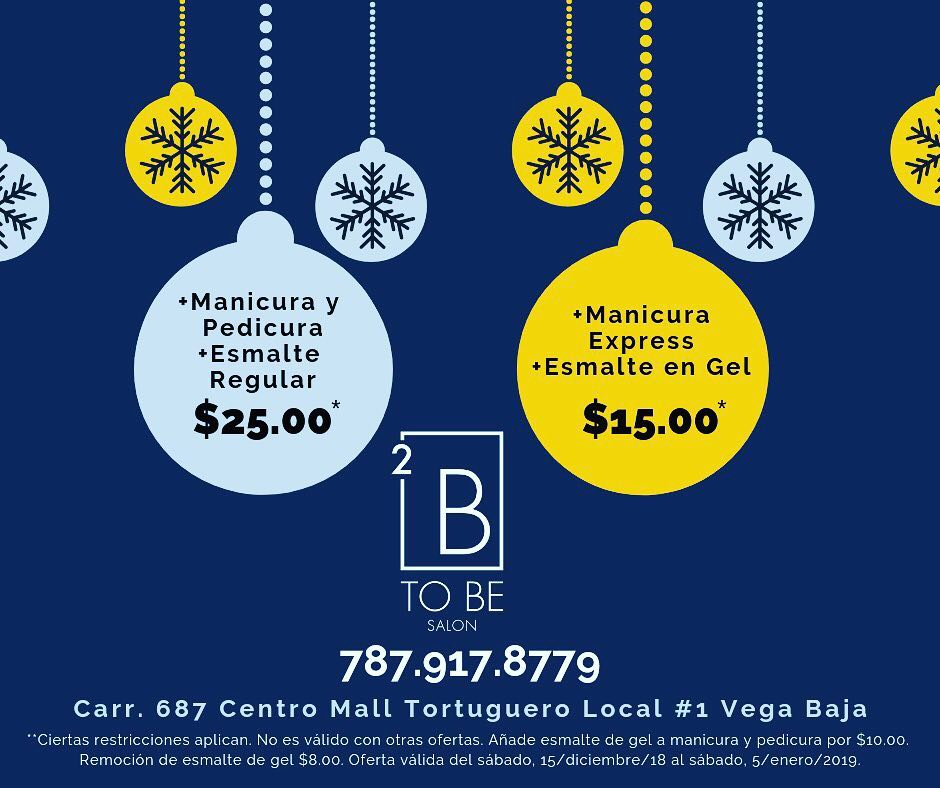 +Manicura y
Pedicura
+Esmalte
Regular
$25.00*
+Manicura
Express
+Esmalte en Gel
$15.00*
2
B
TO BE
SALON
787.917.8779
Carr. 687 Centro Mall Tortuguero Local #1 Vega Baja
**Ciertas restricciones aplican. No es válido con otras ofertas. Añade esmalte de gel a manicura y pedicura por $10.00.
Remoción de esmalte de gel $8.00. Oferta válida del sábado, 15/diciembre/18 al sábado, 5/enero/2019.